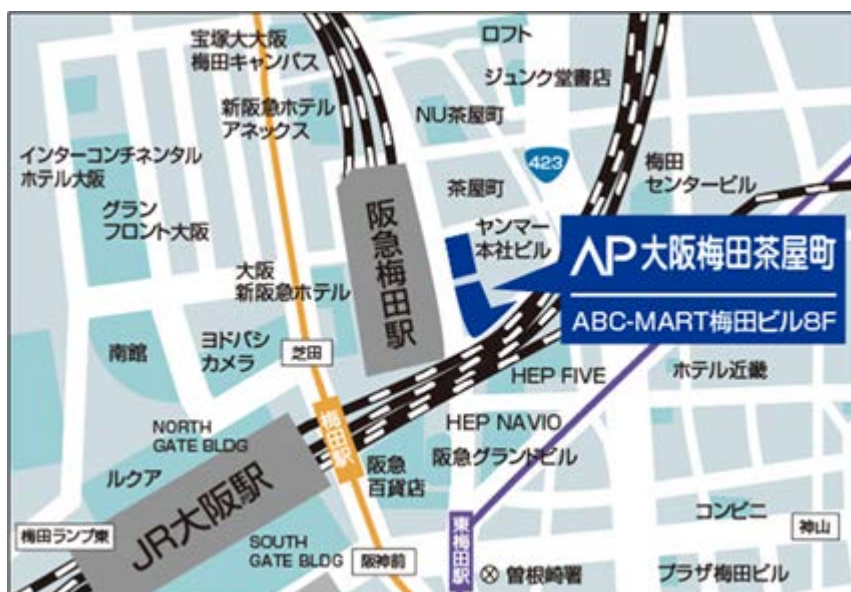 宝塚大大阪
梅田キャンパス
ロフト
ジュンク堂書店
新阪急ホテル
アネックス
NU茶屋町
423
インターコンチネンタル
ホテル大阪
茶屋町
梅田
センタービル
グラン
フロント大阪
阪急梅田駅
ヤンマー
本社ビル
AP大阪梅田茶屋町
ABC-MART梅田ビル8F
大阪
新阪急ホテル
南館
ヨドバシ
カメラ
芝田
HEP FIVE
ホテル近畿
NORTH
GATE BLDG
梅田駅
HEP NAVIO
阪急グランドビル
ルクア
JR大阪駅
阪急
百貨店
梅田ランプ東
SOUTH
GATE BLDG
阪神前
東梅田駅
曽根崎署
コンビニ
神山
プラザ梅田ビル